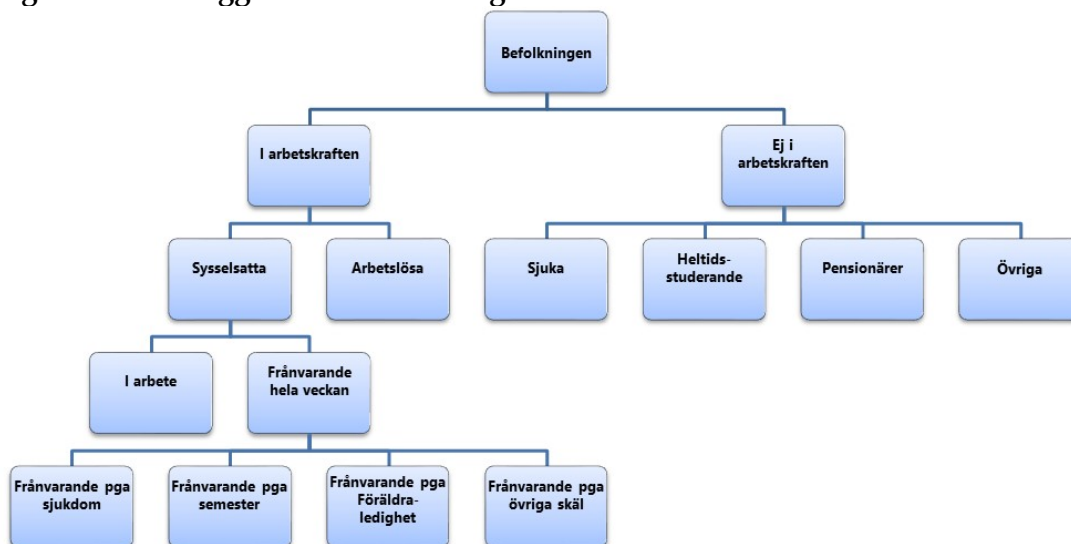 Befolkningen
I arbetskraften
Ej i
arbetskraften
Sysselsatta
Arbetslösa
Sjuka
Heltids-
studerande
Pensionärer
Övriga
I arbete
Frånvarande
hela veckan
Frånvarande pga
sjukdom
Frånvarande pga
semester
Frånvarande pga
Föräldra-
ledighet
Frånvarande pga
övriga skäl